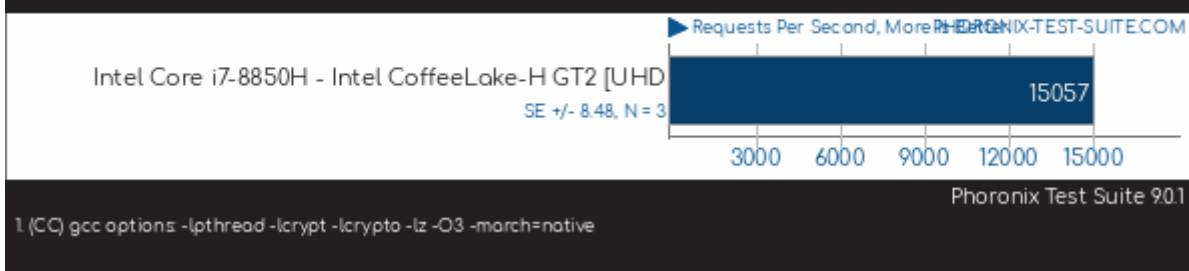 Requests Per Second, More Is Better
PHORONIX-TEST-SUITE.COM
Intel Core i7-8850H - Intel CoffeeLake-H GT2 [UHD
SE +/- 8.48, N = 3
15057
3000 6000 9000 12000 15000
Phoronix Test Suite 9.0.1
1. (CC) gcc options: -lpthread -lcrypt -lcrypto -lz -O3 -march=native